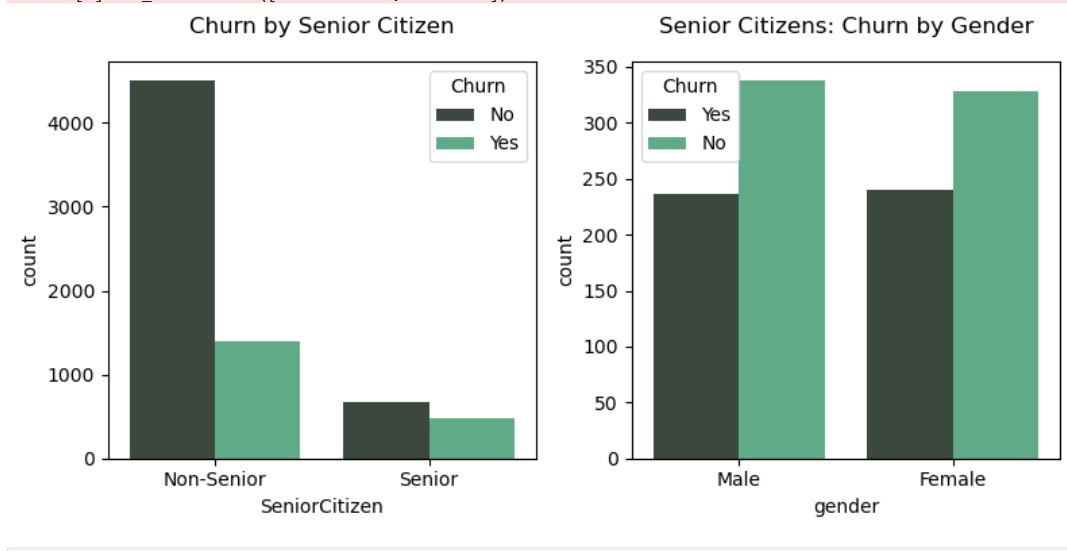 Churn by Senior Citizen
Churn
No
Yes
4000
3000
2000
1000
0
count
Non-Senior
Senior
SeniorCitizen
Senior Citizens: Churn by Gender
Churn
Yes
No
350
300
250
200
150
100
50
0
count
Male
Female
gender